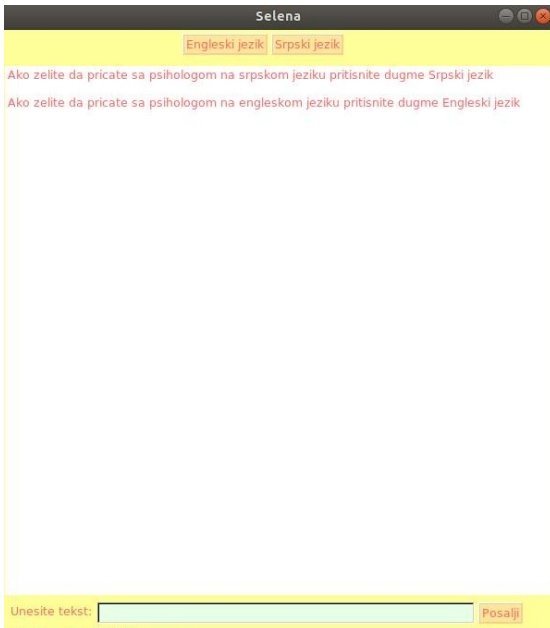 Selena
Engleski jezik Srpski jezik
Ako zelite da pricate sa psihologom na srpskom jeziku pritisnite dugme Srpski jezik
Ako zelite da pricate sa psihologom na engleskom jeziku pritisnite dugme Engleski jezik
Unesite tekst: Posalji